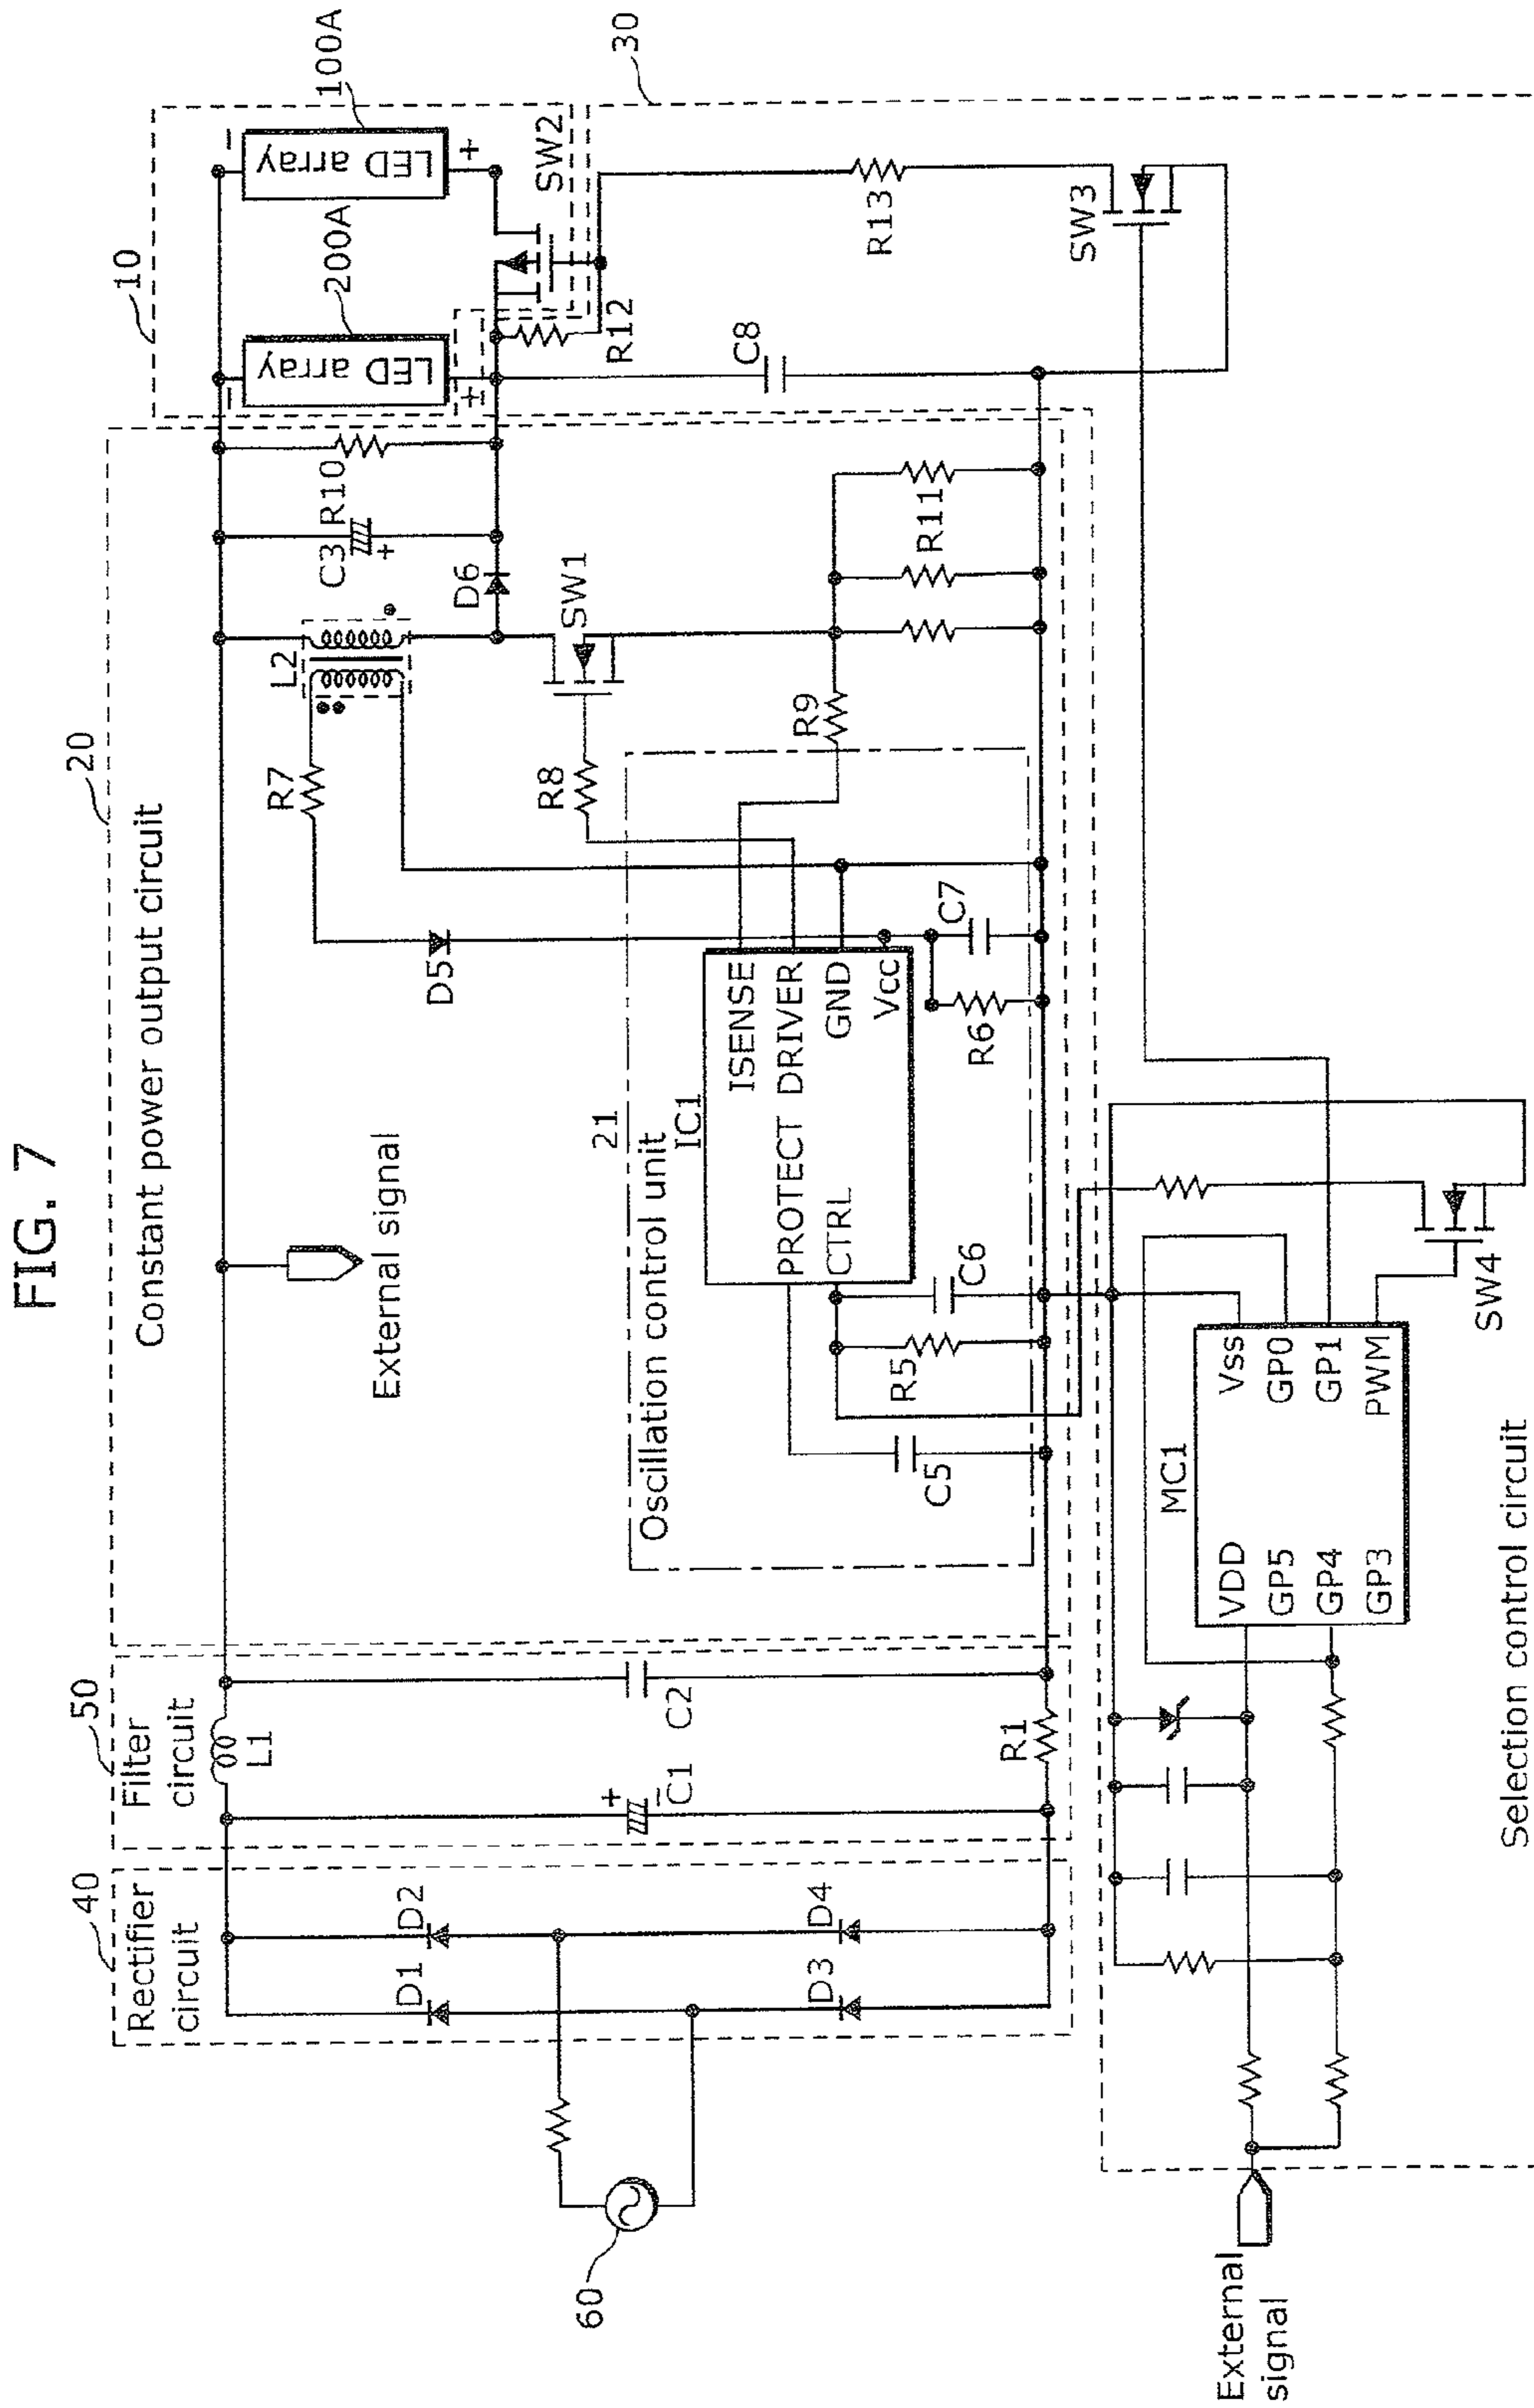 FIG. 7
40
Rectifier
circuit
D1
D2
D3
D4
60
50
Filter
circuit
L1
+
C1
−
C2
R1
20
Constant power output circuit
External signal
21
Oscillation control unit
IC1
PROTECT
CTRL
ISENSE
DRIVER
GND
Vcc
C5
R5
C6
R6
C7
D5
R7
L2
R8
R9
SW1
D6
C3
+
R10
R11
10
−
LED array
+
200A
−
LED array
+
100A
SW2
R12
C8
30
R13
SW3
External
signal
MC1
VDD
GP5
GP4
GP3
Vss
GP0
GP1
PWM
SW4
Selection control circuit